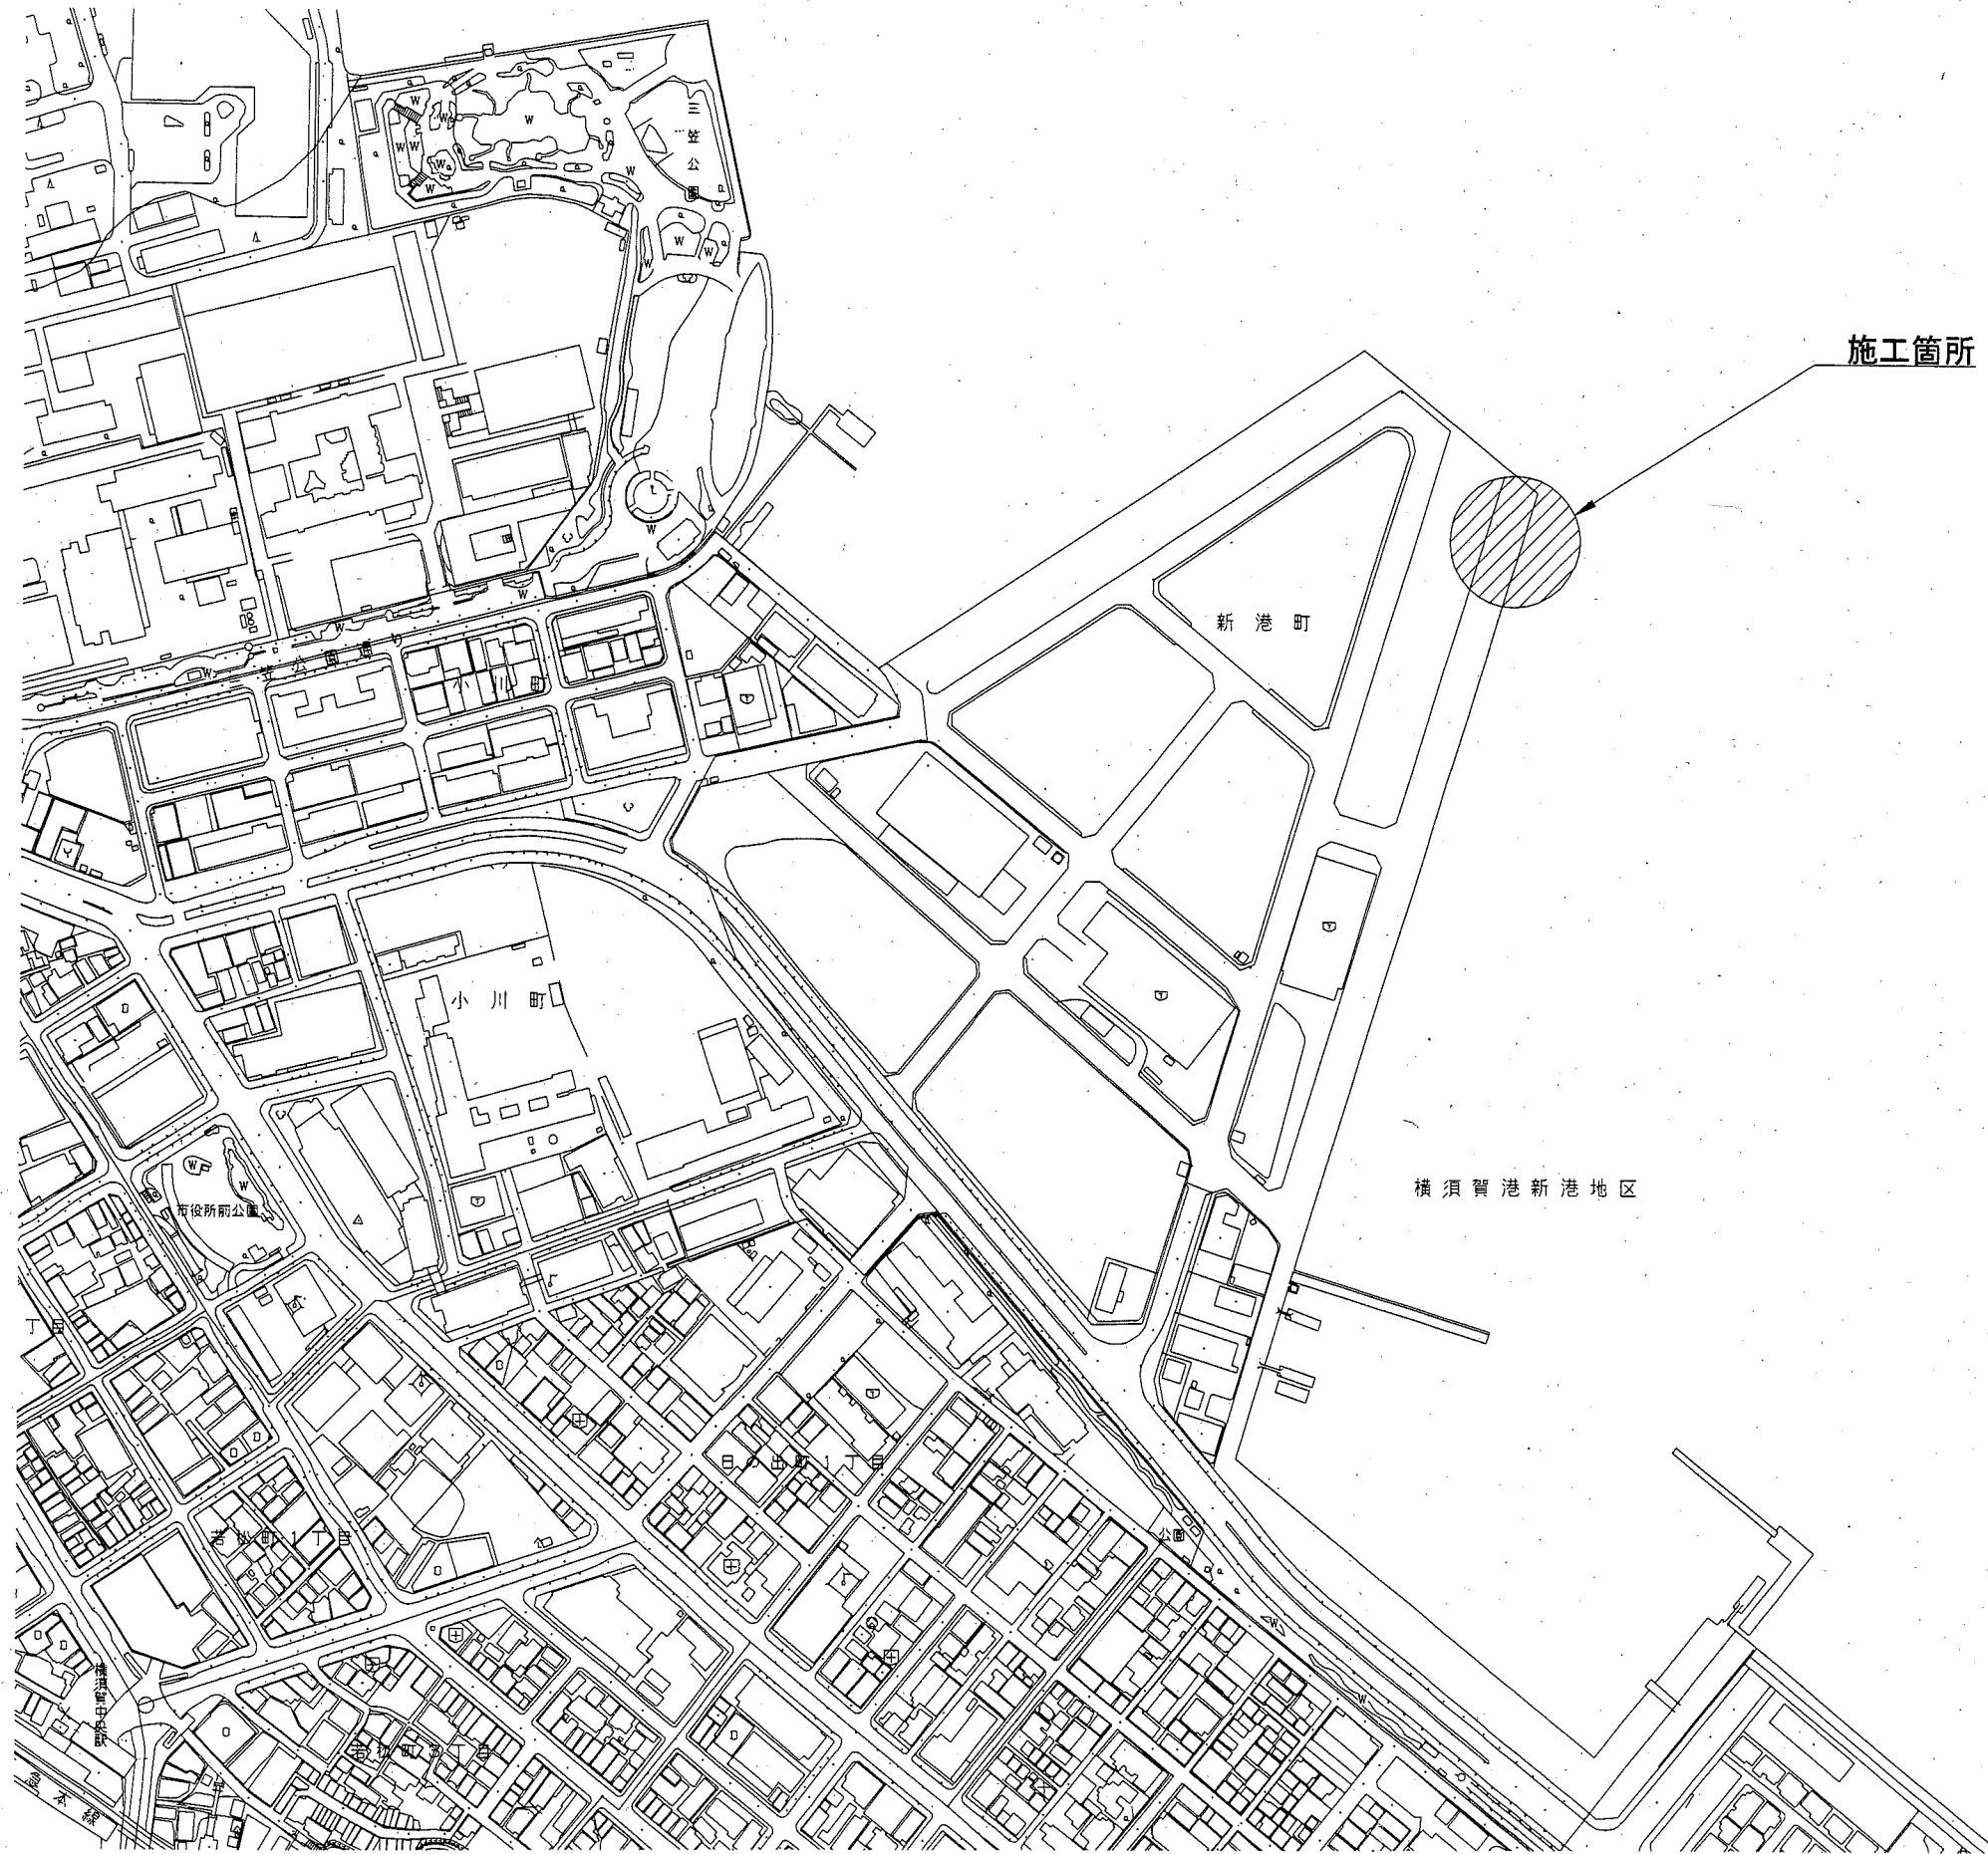 三笠公園
施工箇所
新港町
笠公園通り
小川町
小川町
横須賀港新港地区
市役所前公園
丁目
日の出町1丁目
若松町1丁目
公園
横須賀中央駅
若松町3丁目
本線